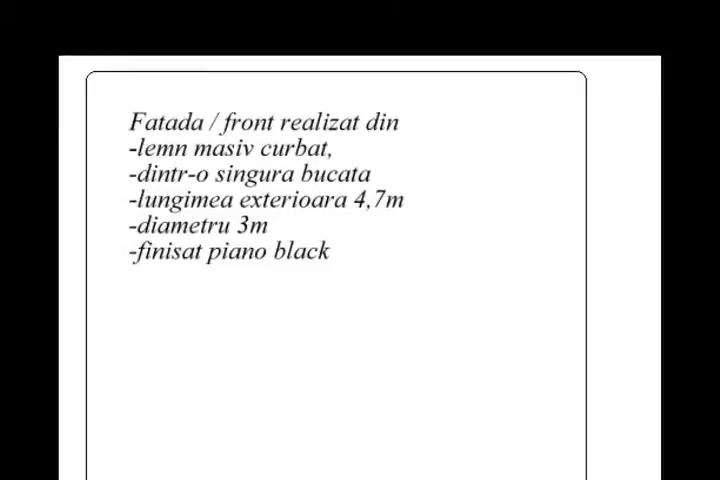 Fatada / front realizat din
-lemn masiv curbat,
-dintr-o singura bucata
-lungimea exterioara 4,7m
-diametru 3m
-finisat piano black